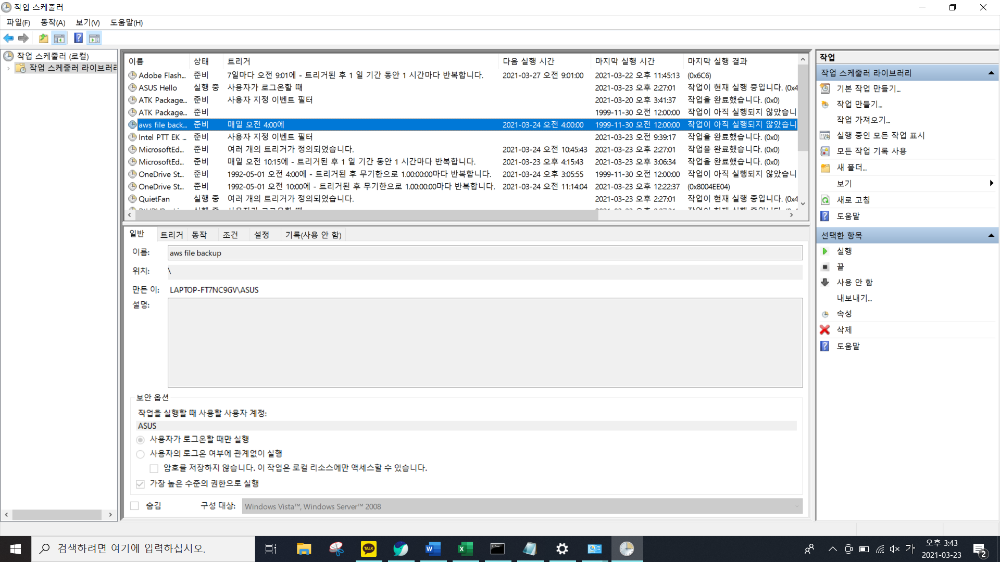 작업 스케줄러
파일(F) 동작(A) 보기(V) 도움말(H)
작업 스케줄러 (로컬)
작업 스케줄러 라이브러리
이름 상태 트리거 다음 실행 시간 마지막 실행 시간 마지막 실행 결과
Adobe Flash... 준비 7일마다 오전 9:01에 - 트리거된 후 1 일 기간 동안 1 시간마다 반복합니다. 2021-03-27 오전 9:01:00 2021-03-22 오후 11:45:13 (0x6C6)
ASUS Hello 실행 중 사용자가 로그온할 때 2021-03-23 오후 2:27:01 작업이 현재 실행 중입니다. (0x4
ATK Package... 준비 사용자 지정 이벤트 필터 2021-03-20 오후 3:41:37 작업을 완료했습니다. (0x0)
ATK Package... 준비 1999-11-30 오전 12:00:00 작업이 아직 실행되지 않았습니
aws file back... 준비 매일 오전 4:00에 2021-03-24 오전 4:00:00 1999-11-30 오전 12:00:00 작업이 아직 실행되지 않았습니
Intel PTT EK ... 준비 사용자 지정 이벤트 필터 2021-03-23 오전 9:39:17 작업을 완료했습니다. (0x0)
MicrosoftEd... 준비 여러 개의 트리거가 정의되었습니다. 2021-03-24 오전 10:45:43 2021-03-23 오후 2:27:01 작업을 완료했습니다. (0x0)
MicrosoftEd... 준비 매일 오전 10:15에 - 트리거된 후 1 일 기간 동안 1 시간마다 반복합니다. 2021-03-23 오후 4:15:43 2021-03-23 오후 3:06:34 작업을 완료했습니다. (0x0)
OneDrive St... 준비 1992-05-01 오전 4:00에 - 트리거된 후 무기한으로 1.00:00:00마다 반복합니다. 2021-03-24 오후 3:05:55 1999-11-30 오전 12:00:00 작업이 아직 실행되지 않았습니
OneDrive St... 준비 1992-05-01 오전 10:00에 - 트리거된 후 무기한으로 1.00:00:00마다 반복합니다. 2021-03-24 오전 11:14:04 2021-03-23 오후 12:22:37 (0x8004EE04)
QuietFan 실행 중 여러 개의 트리거가 정의되었습니다. 2021-03-23 오후 2:27:01 작업이 현재 실행 중입니다. (0x4
일반 트리거 동작 조건 설정 기록(사용 안 함)
이름: aws file backup
위치: \
만든 이: LAPTOP-FT7NC9GV\ASUS
설명:
보안 옵션
작업을 실행할 때 사용할 사용자 계정:
ASUS
사용자가 로그온할 때만 실행
사용자의 로그온 여부에 관계없이 실행
암호를 저장하지 않습니다. 이 작업은 로컬 리소스에만 액세스할 수 있습니다.
가장 높은 수준의 권한으로 실행
숨김 구성 대상: Windows Vista™, Windows Server™ 2008
작업
작업 스케줄러 라이브러리
기본 작업 만들기...
작업 만들기...
작업 가져오기...
실행 중인 모든 작업 표시
모든 작업 기록 사용
새 폴더...
보기
새로 고침
도움말
선택한 항목
실행
끝
사용 안 함
내보내기...
속성
삭제
도움말
검색하려면 여기에 입력하십시오.
TALK
가
오후 3:43
2021-03-23
2